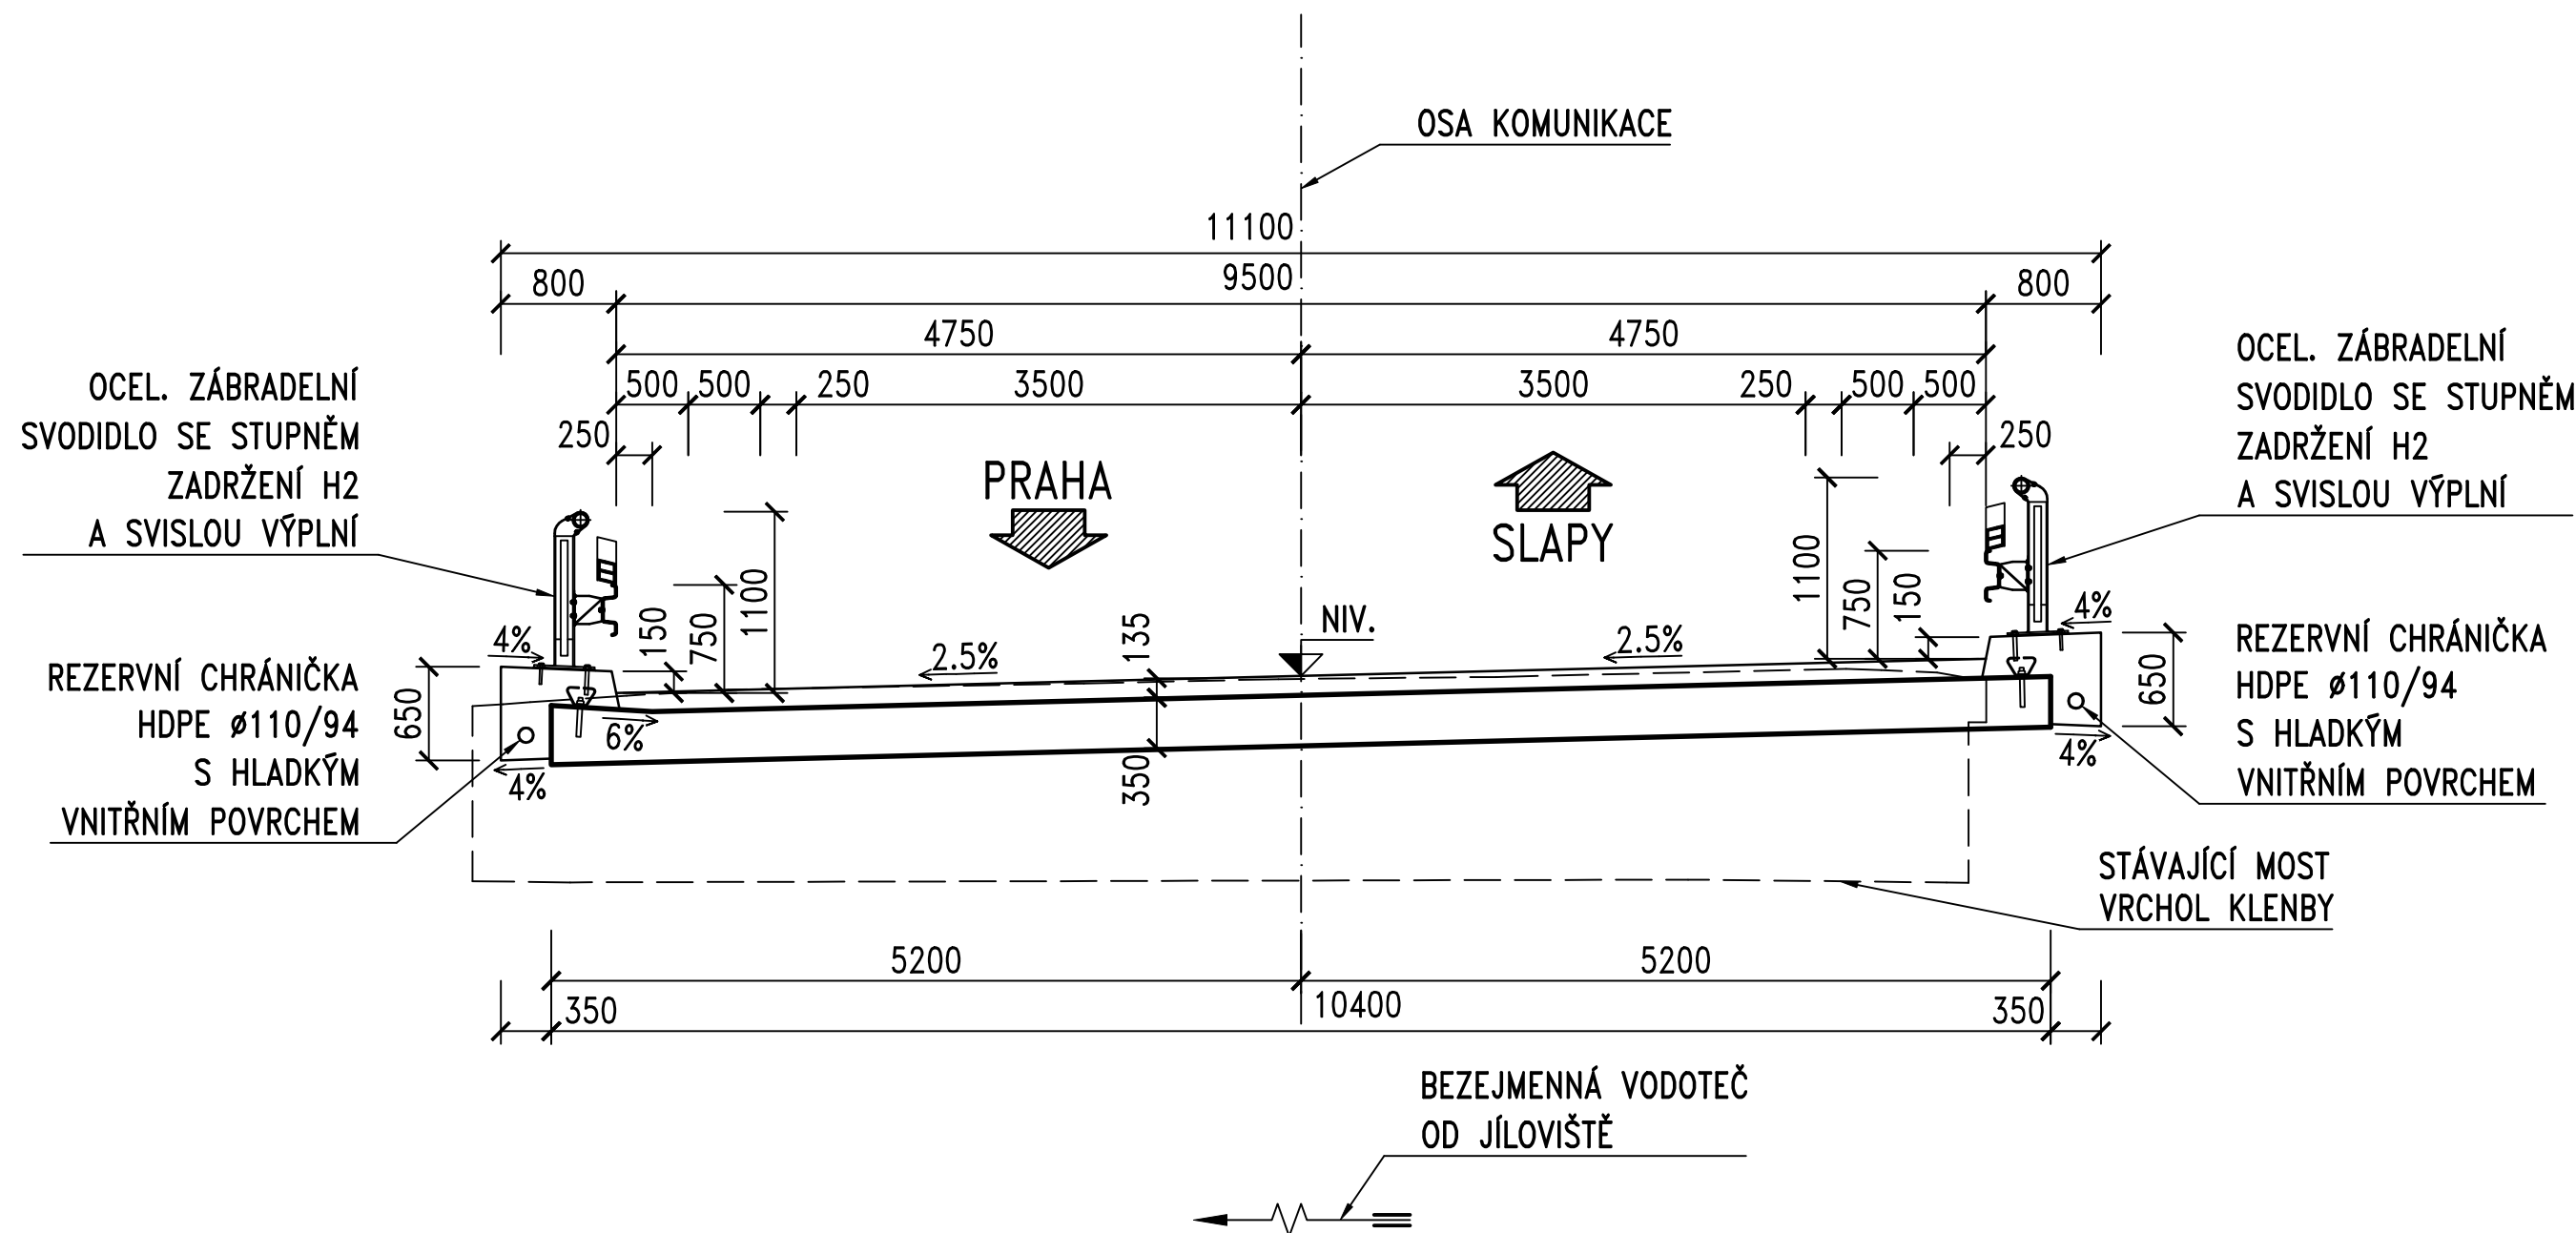 OSA KOMUNIKACE
11100
800
9500
800
4750
4750
500
500
250
3500
3500
250
500
500
250
250
OCEL. ZÁBRADELNÍ
SVODIDLO SE STUPNĚM
ZADRŽENÍ H2
A SVISLOU VÝPLNÍ
OCEL. ZÁBRADELNÍ
SVODIDLO SE STUPNĚM
ZADRŽENÍ H2
A SVISLOU VÝPLNÍ
PRAHA
SLAPY
150
750
1100
135
NIV.
1100
750
150
4%
2.5%
2.5%
4%
REZERVNÍ CHRÁNIČKA
HDPE ø110/94
S HLADKÝM
VNITŘNÍM POVRCHEM
650
6%
4%
350
650
4%
REZERVNÍ CHRÁNIČKA
HDPE ø110/94
S HLADKÝM
VNITŘNÍM POVRCHEM
STÁVAJÍCÍ MOST
VRCHOL KLENBY
5200
5200
350
10400
350
BEZEJMENNÁ VODOTEČ
OD JÍLOVIŠTĚ